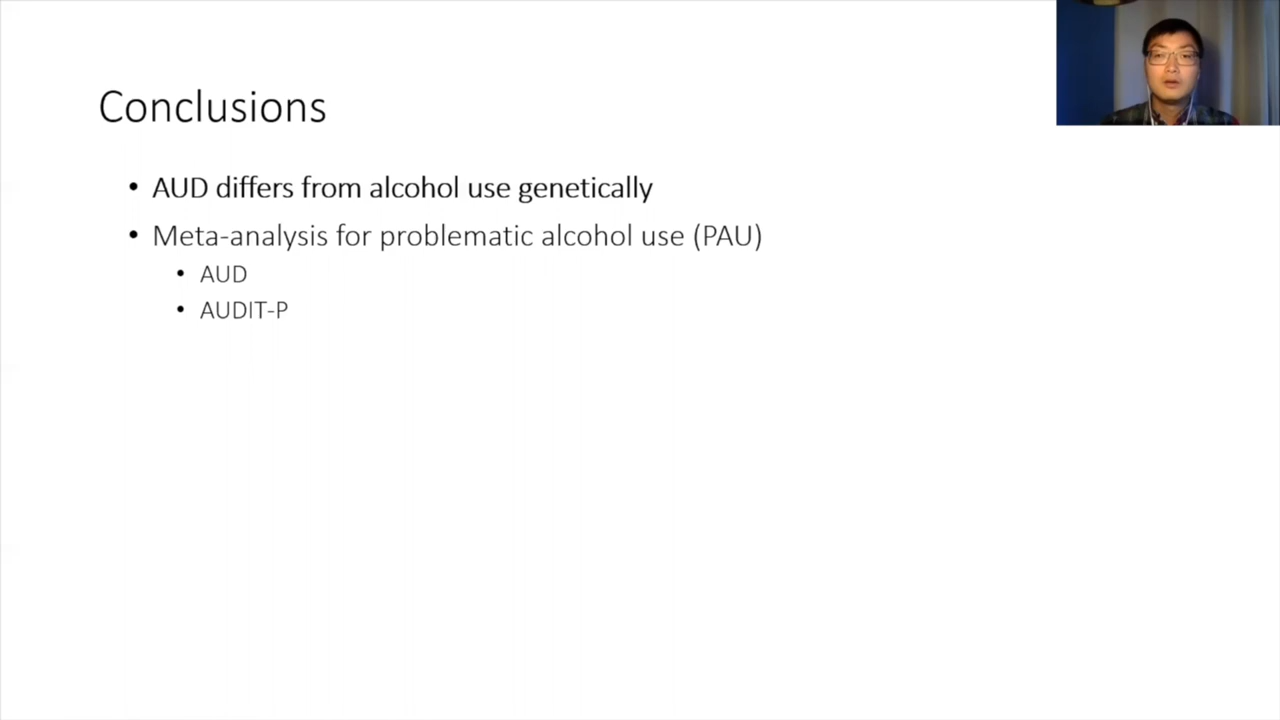 Conclusions
• AUD differs from alcohol use genetically
• Meta-analysis for problematic alcohol use (PAU)
• AUD
• AUDIT-P